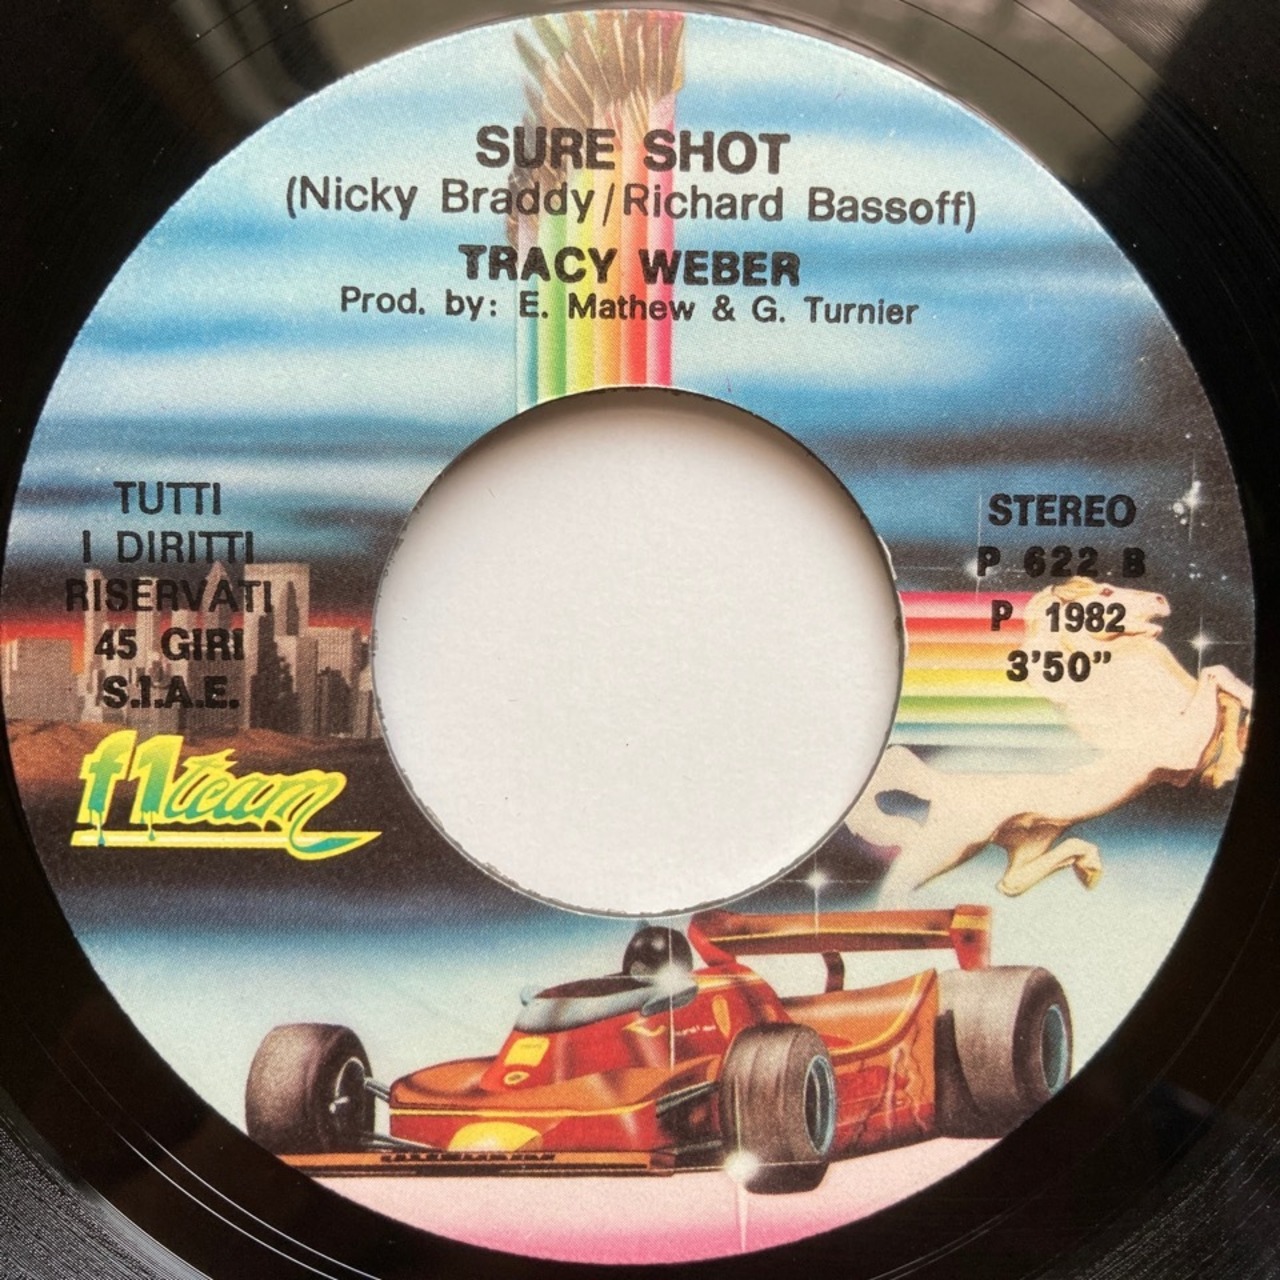 SURE SHOT
(Nicky Braddy/Richard Bassoff)
TRACY WEBER
Prod. by: E. Mathew & G. Turnier
TUTTI
I DIRITTI
RISERVATI
45 GIRI
S.I.A.E.
STEREO
P 622 B
P 1982
3'50"
f1team